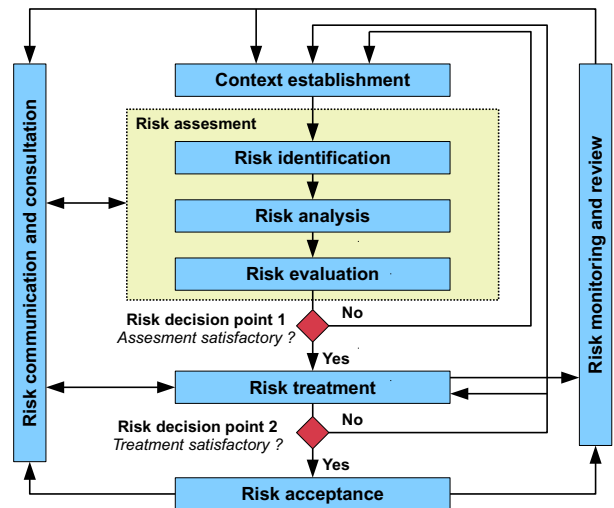 Context establishment
Risk assesment
Risk identification
Risk analysis
Risk evaluation
No
Risk decision point 1
Assesment satisfactory ?
Yes
Risk treatment
No
Risk decision point 2
Treatment satisfactory ?
Yes
Risk acceptance
Risk communication and consultation
Risk monitoring and review